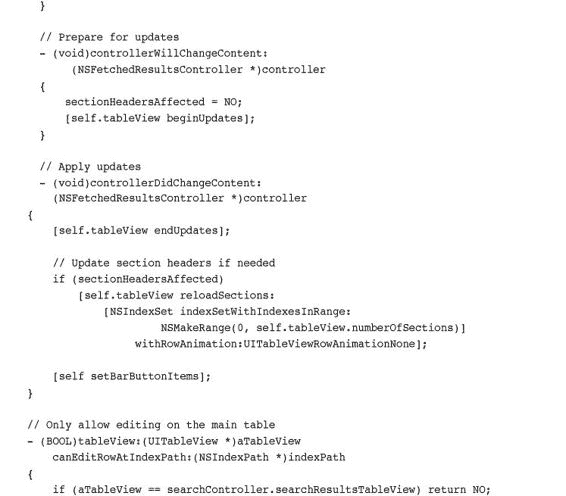 }
// Prepare for updates
- (void)controllerWillChangeContent:
(NSFetchedResultsController *)controller
{
sectionHeadersAffected = NO;
[self.tableView beginUpdates];
}
// Apply updates
- (void)controllerDidChangeContent:
(NSFetchedResultsController *)controller
{
[self.tableView endUpdates];
// Update section headers if needed
if (sectionHeadersAffected)
[self.tableView reloadSections:
[NSIndexSet indexSetWithIndexesInRange:
NSMakeRange(0, self.tableView.numberOfSections)]
withRowAnimation:UITableViewRowAnimationNone];
[self setBarButtonItems];
}
// Only allow editing on the main table
- (BOOL)tableView:(UITableView *)aTableView
canEditRowAtIndexPath:(NSIndexPath *)indexPath
{
if (aTableView == searchController.searchResultsTableView) return NO;